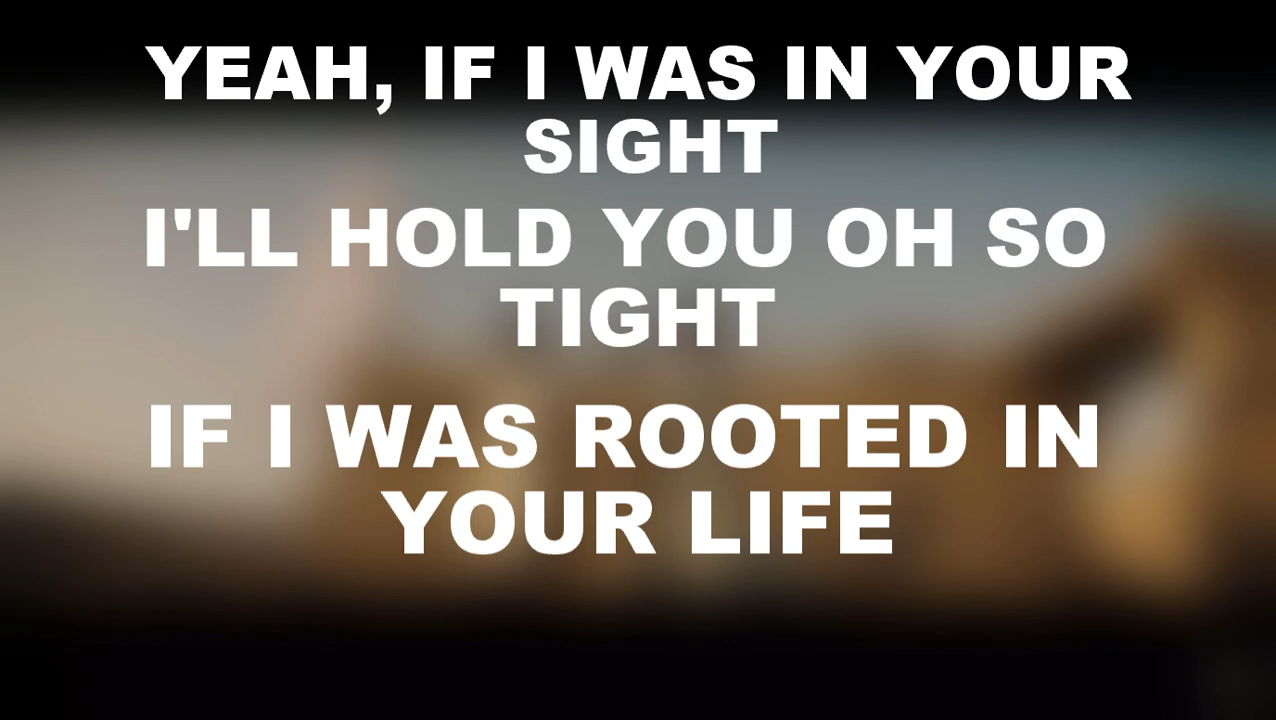 YEAH, IF I WAS IN YOUR
SIGHT
I'LL HOLD YOU OH SO
TIGHT
IF I WAS ROOTED IN
YOUR LIFE